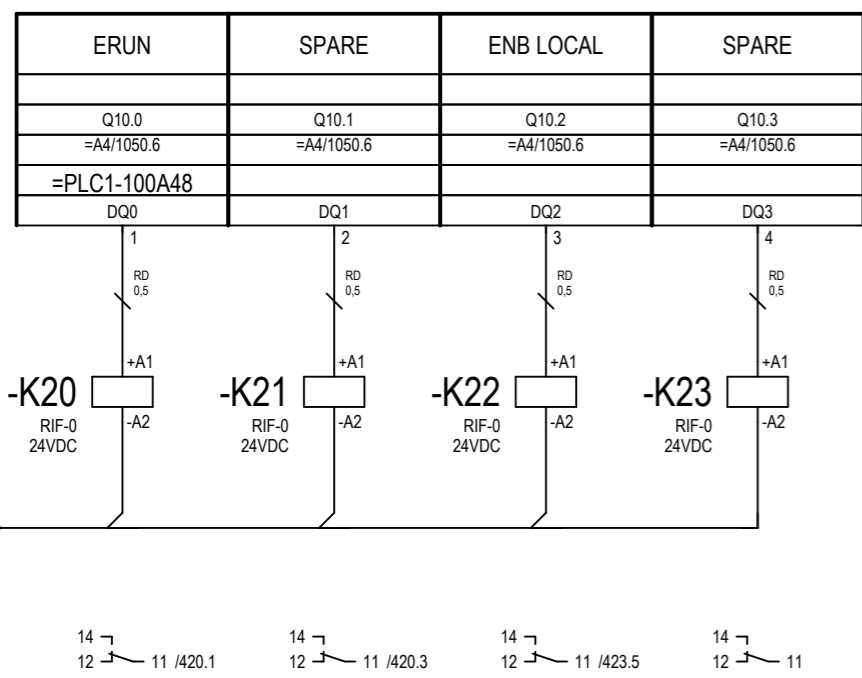 ERUN SPARE ENB LOCAL SPARE
Q10.0 Q10.1 Q10.2 Q10.3
=A4/1050.6 =A4/1050.6 =A4/1050.6 =A4/1050.6
=PLC1-100A48
DQ0 DQ1 DQ2 DQ3
1 2 3 4
RD RD RD RD
0,5 0,5 0,5 0,5
+A1 +A1 +A1 +A1
-K20 -K21 -K22 -K23
RIF-0 -A2 RIF-0 -A2 RIF-0 -A2 RIF-0 -A2
24VDC 24VDC 24VDC 24VDC
14 14 14 14
12 11 /420.1 12 11 /420.3 12 11 /423.5 12 11